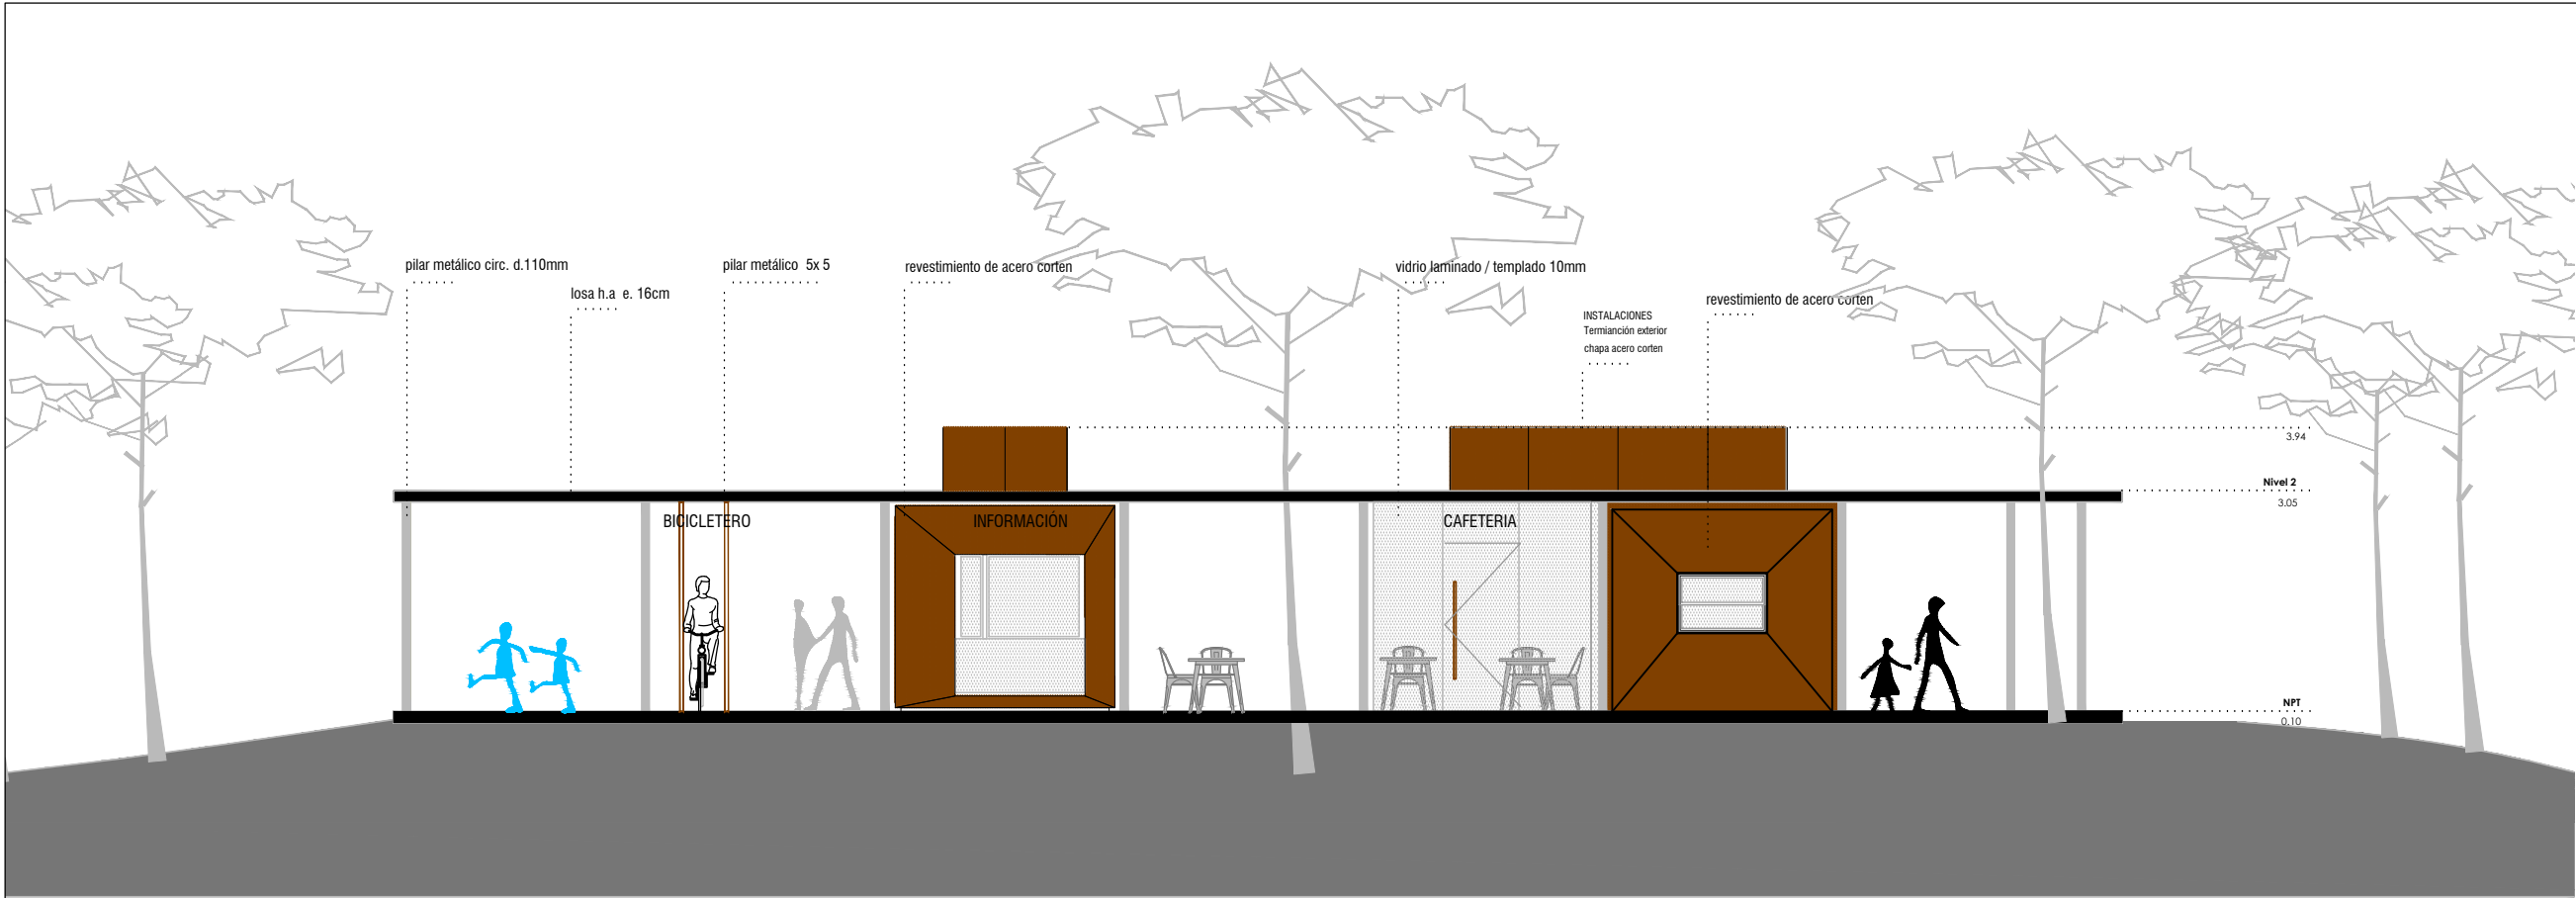 pilar metálico circ. d.110mm
losa h.a e. 16cm
pilar metálico 5x 5
revestimiento de acero corten
vidrio laminado / templado 10mm
INSTALACIONES
Termianción exterior
chapa acero corten
revestimiento de acero corten
3.94
Nivel 2
3.05
BICICLETERO
INFORMACIÓN
CAFETERIA
NPT
0.10